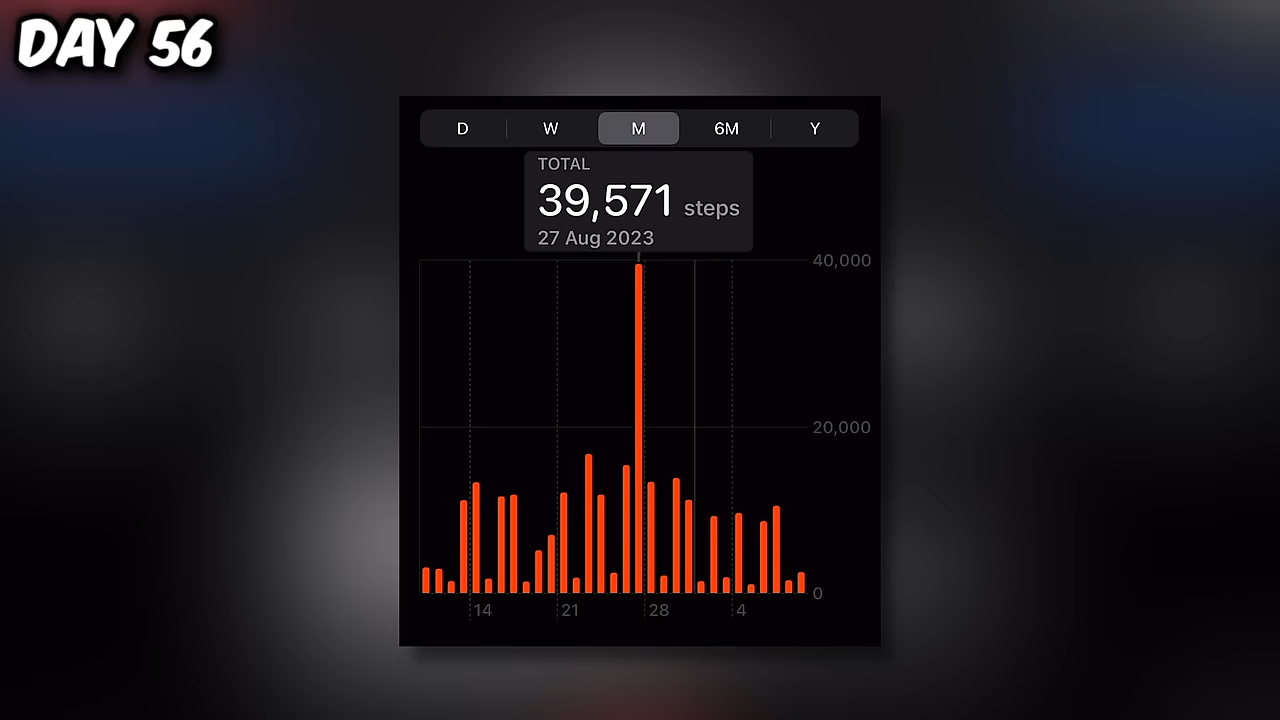 DAY 56
D W M 6M Y
TOTAL
39,571 steps
27 Aug 2023
40,000
20,000
0
14 21 28 4